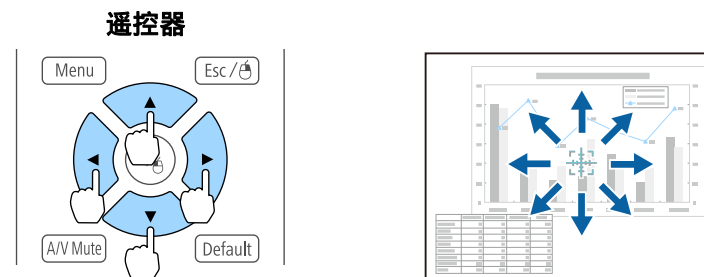 遥控器
Menu
Esc/
A/V Mute
Default